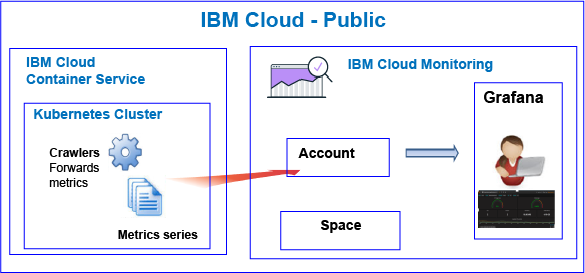 IBM Cloud - Public
IBM Cloud
Container Service
Kubernetes Cluster
Crawlers
Forwards
metrics
Metrics series
IBM Cloud Monitoring
Account
Space
Grafana